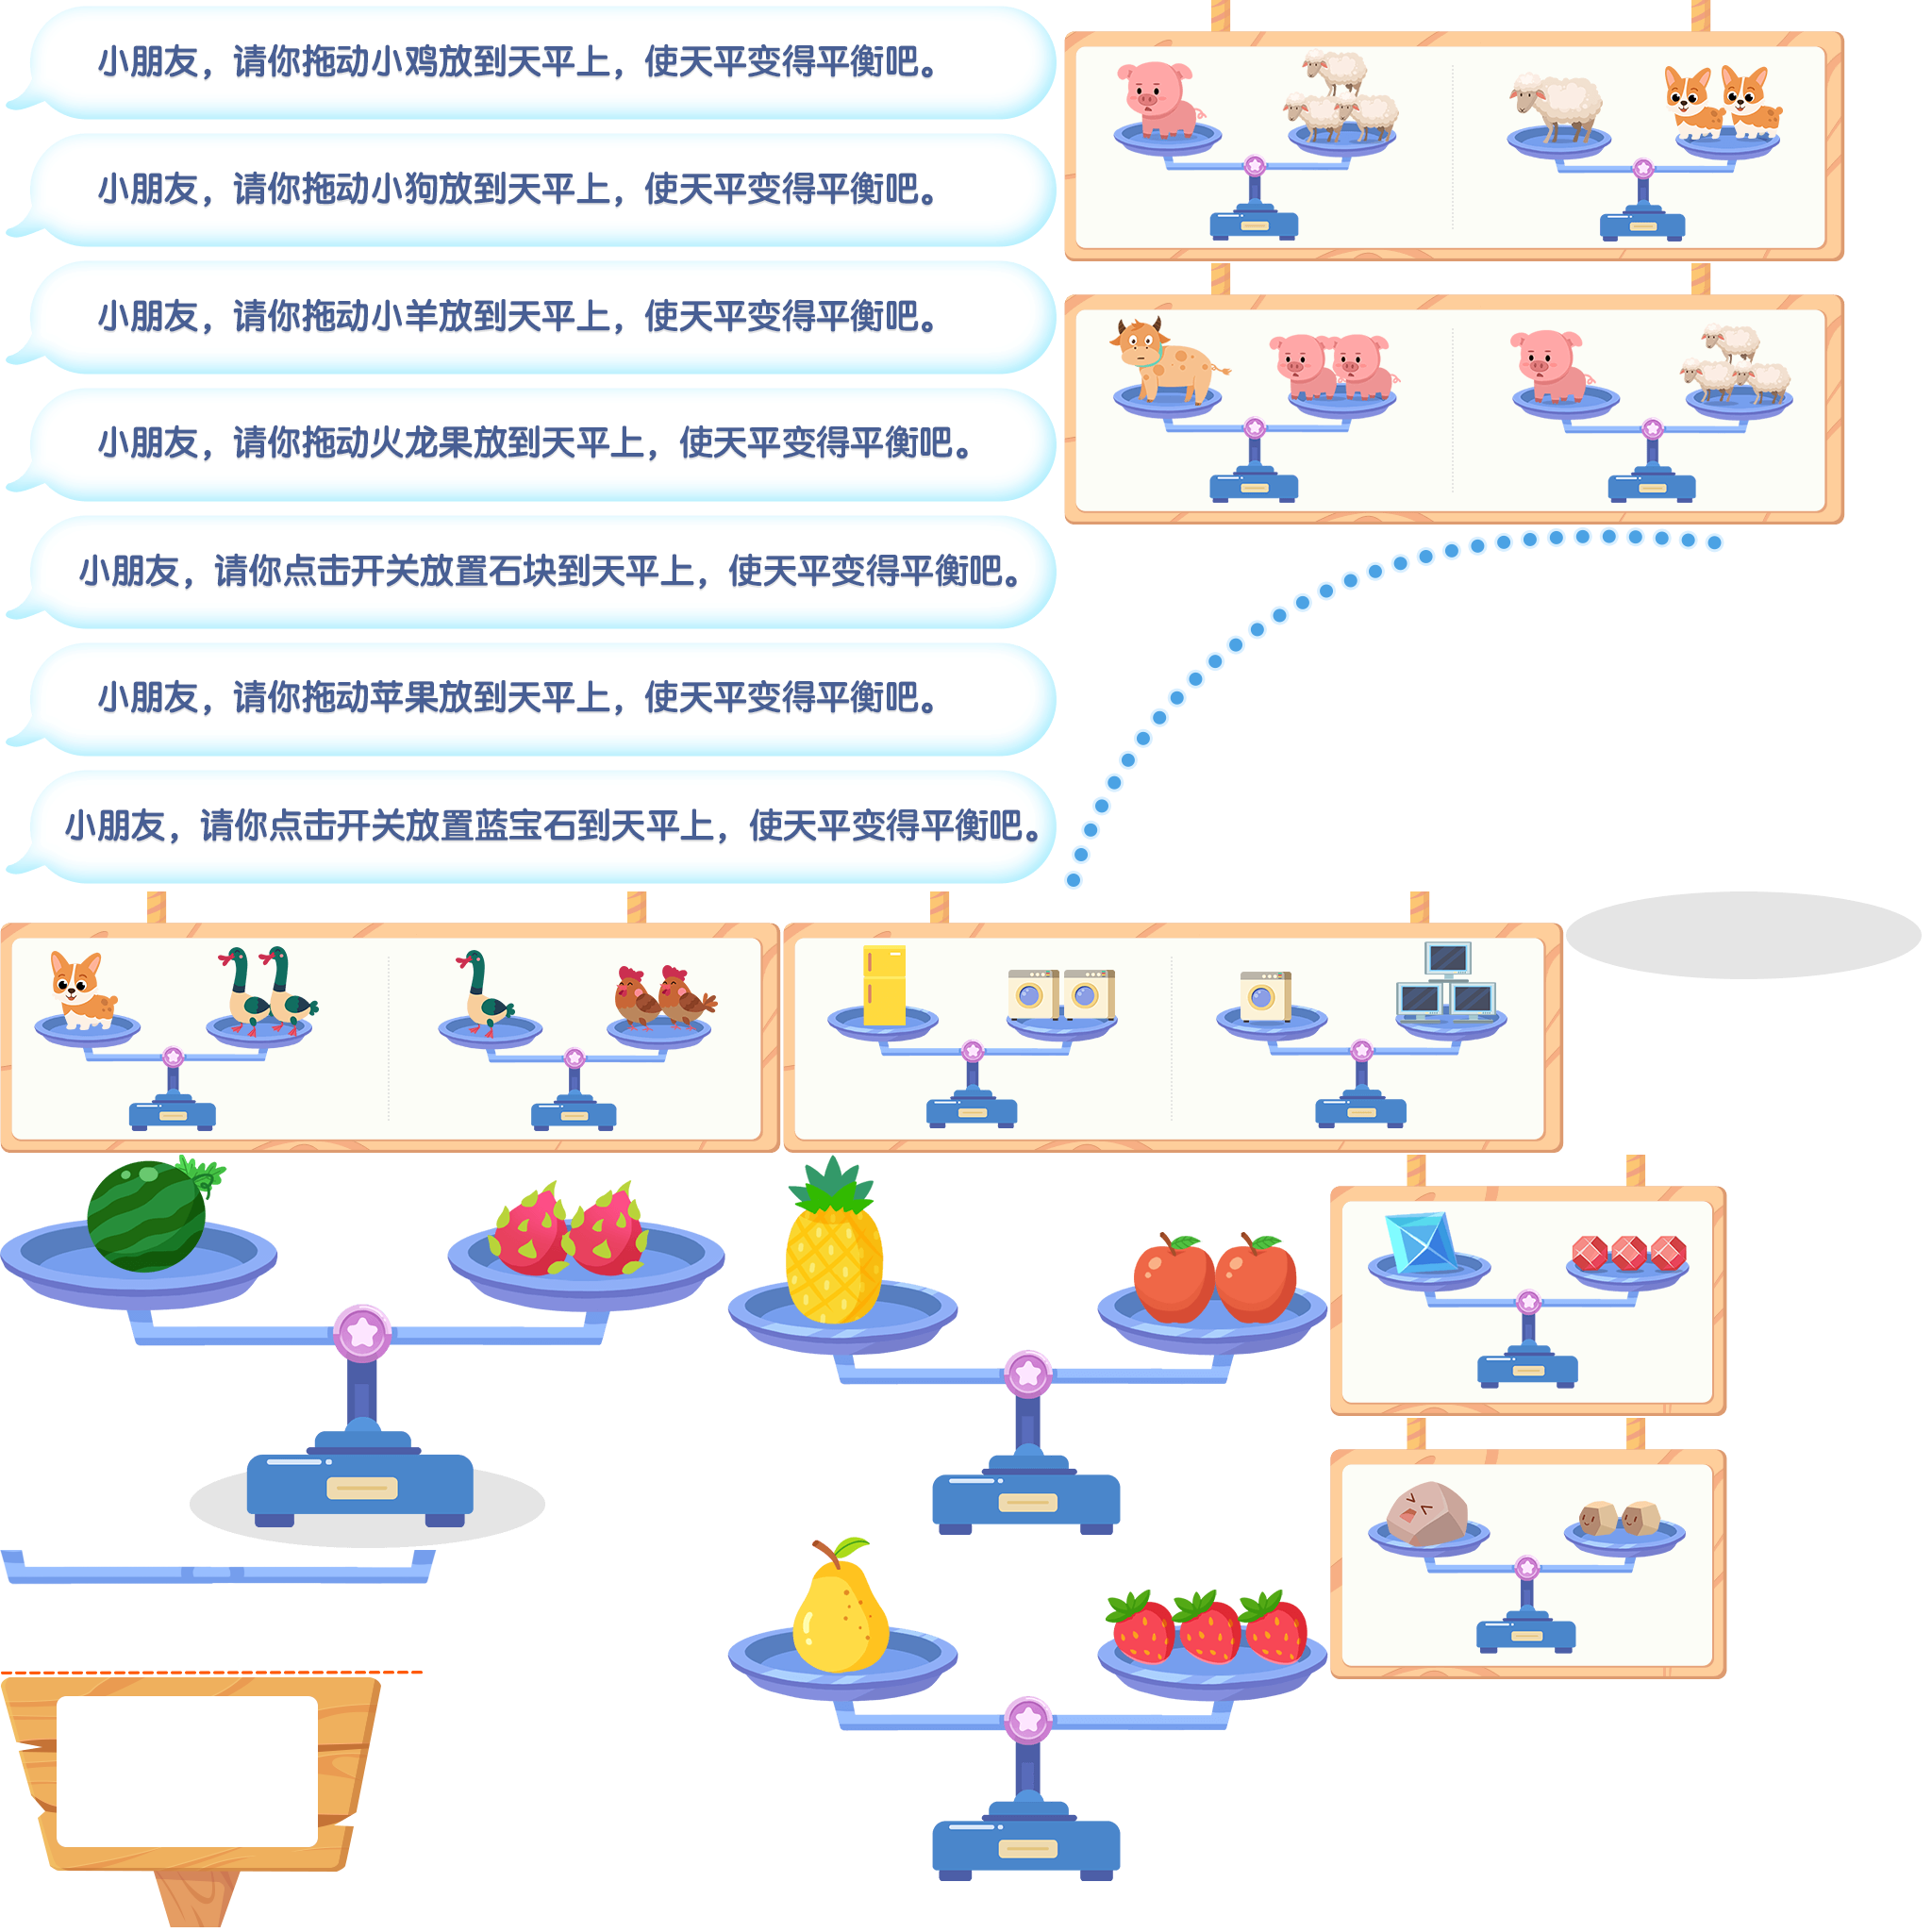 小朋友，请你拖动小鸡放到天平上，使天平变得平衡吧。
小朋友，请你拖动小狗放到天平上，使天平变得平衡吧。
小朋友，请你拖动小羊放到天平上，使天平变得平衡吧。
小朋友，请你拖动火龙果放到天平上，使天平变得平衡吧。
小朋友，请你点击开关放置石块到天平上，使天平变得平衡吧。
小朋友，请你拖动苹果放到天平上，使天平变得平衡吧。
小朋友，请你点击开关放置蓝宝石到天平上，使天平变得平衡吧。